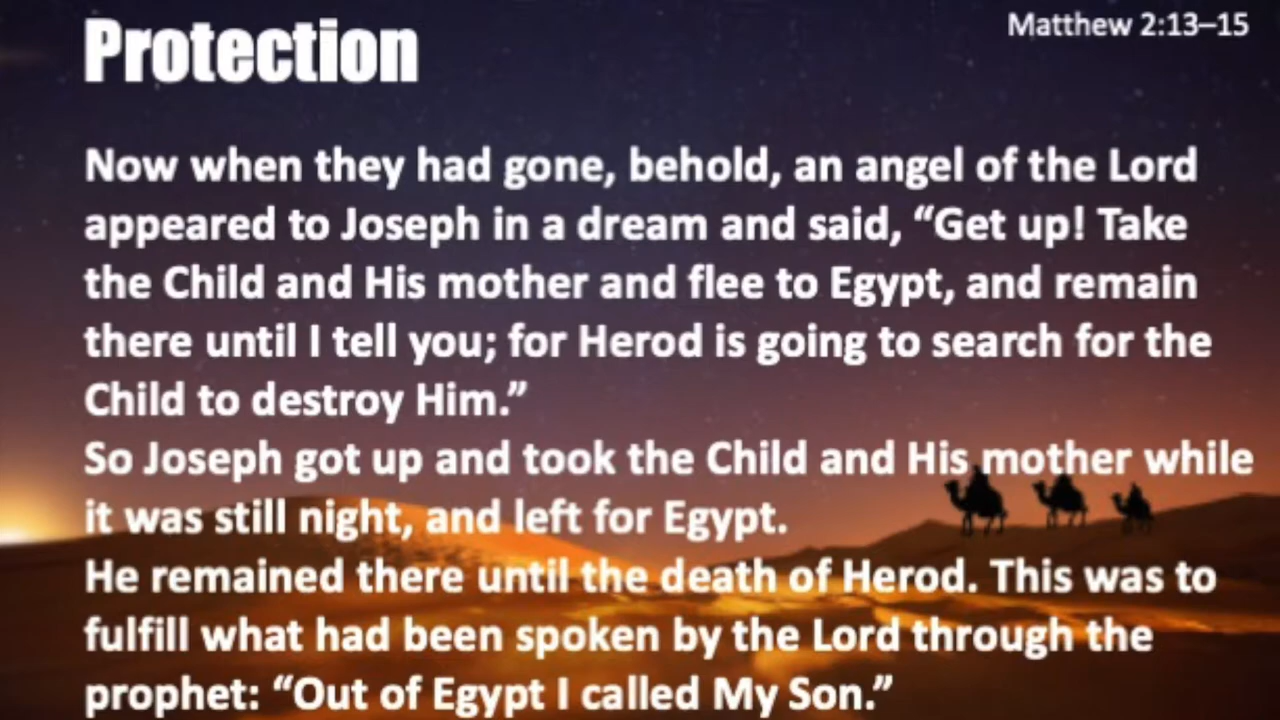 Protection
Matthew 2:13–15
Now when they had gone, behold, an angel of the Lord
appeared to Joseph in a dream and said, “Get up! Take
the Child and His mother and flee to Egypt, and remain
there until I tell you; for Herod is going to search for the
Child to destroy Him.”
So Joseph got up and took the Child and His mother while
it was still night, and left for Egypt.
He remained there until the death of Herod. This was to
fulfill what had been spoken by the Lord through the
prophet: “Out of Egypt I called My Son.”